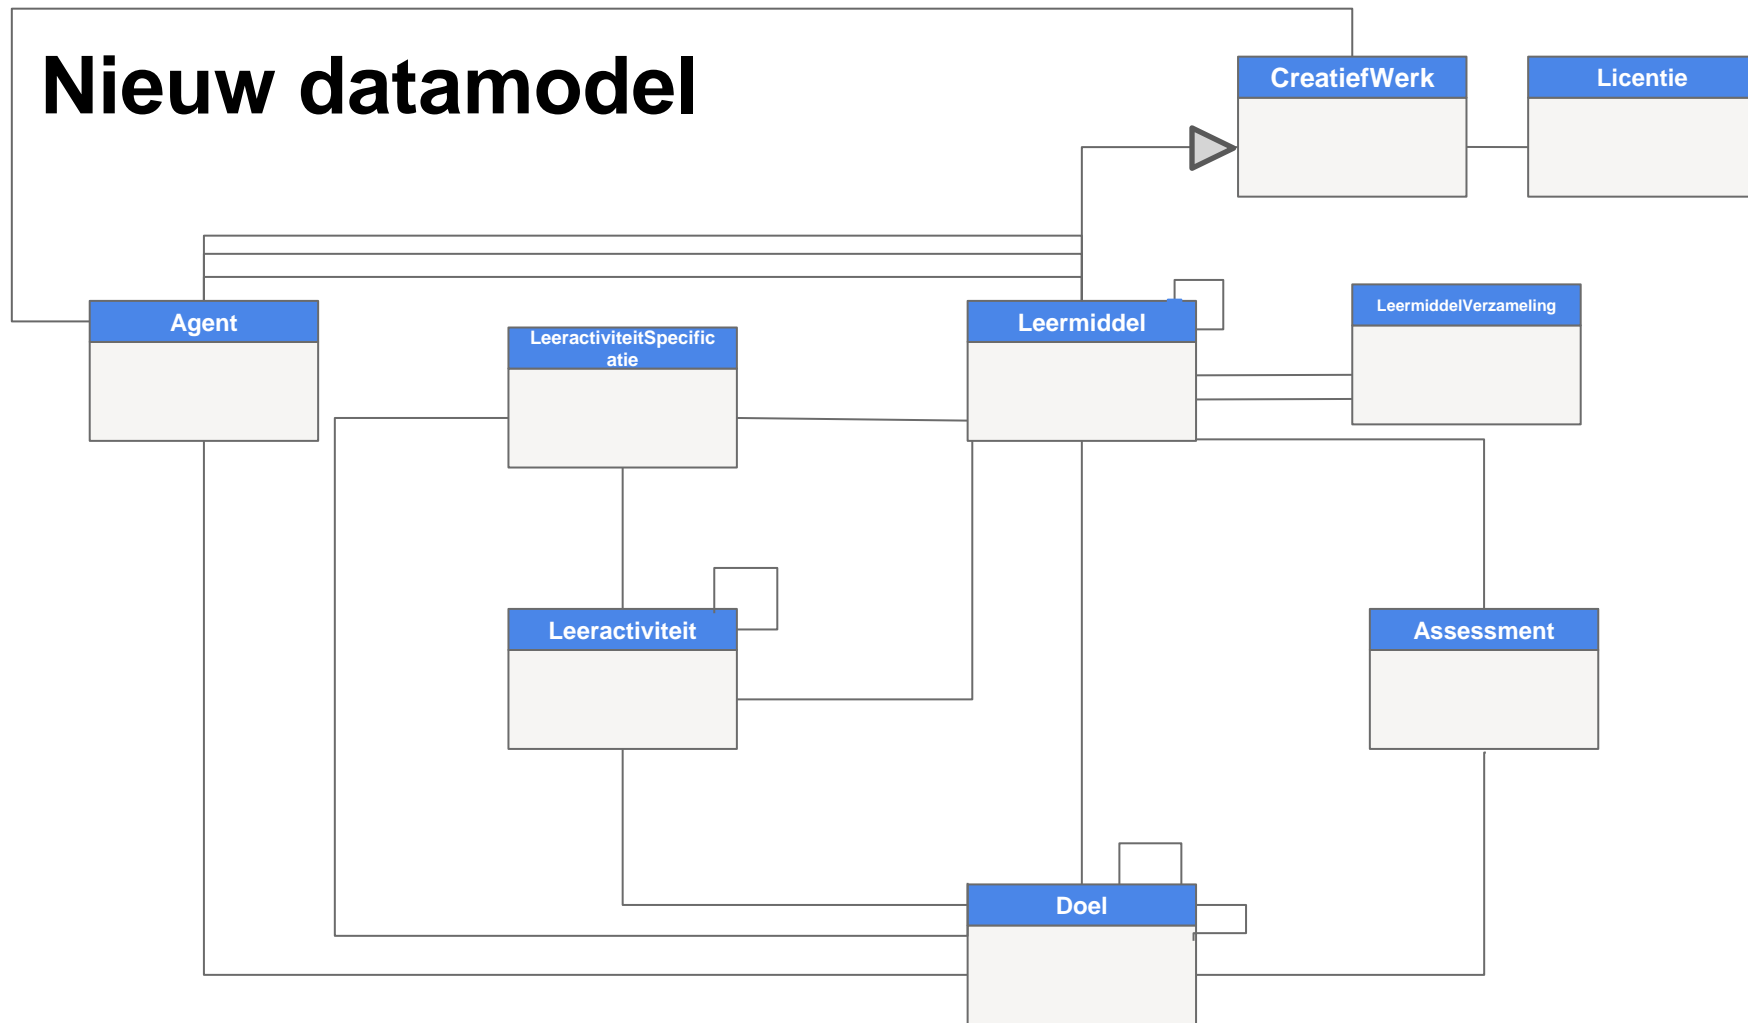 Nieuw datamodel
CreatiefWerk
Licentie
Agent
LeeractiviteitSpecific
atie
Leermiddel
LeermiddelVerzameling
Leeractiviteit
Assessment
Doel